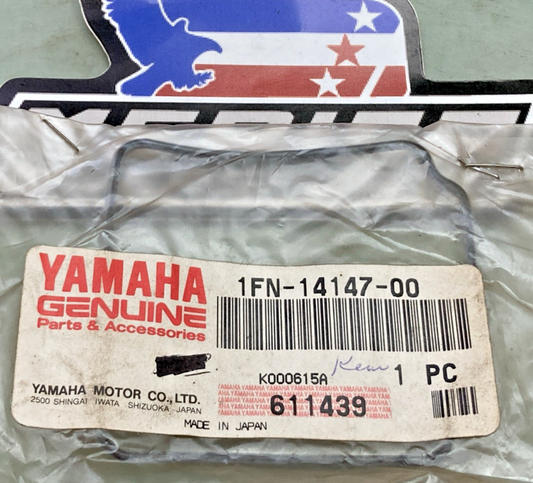 YAMAHA
GENUINE
Parts & Accessories
1FN-14147-00
K000615A
1 PC
YAMAHA MOTOR CO., LTD.
2500 SHINGAI IWATA SHIZUOKA JAPAN
611439
MADE IN JAPAN